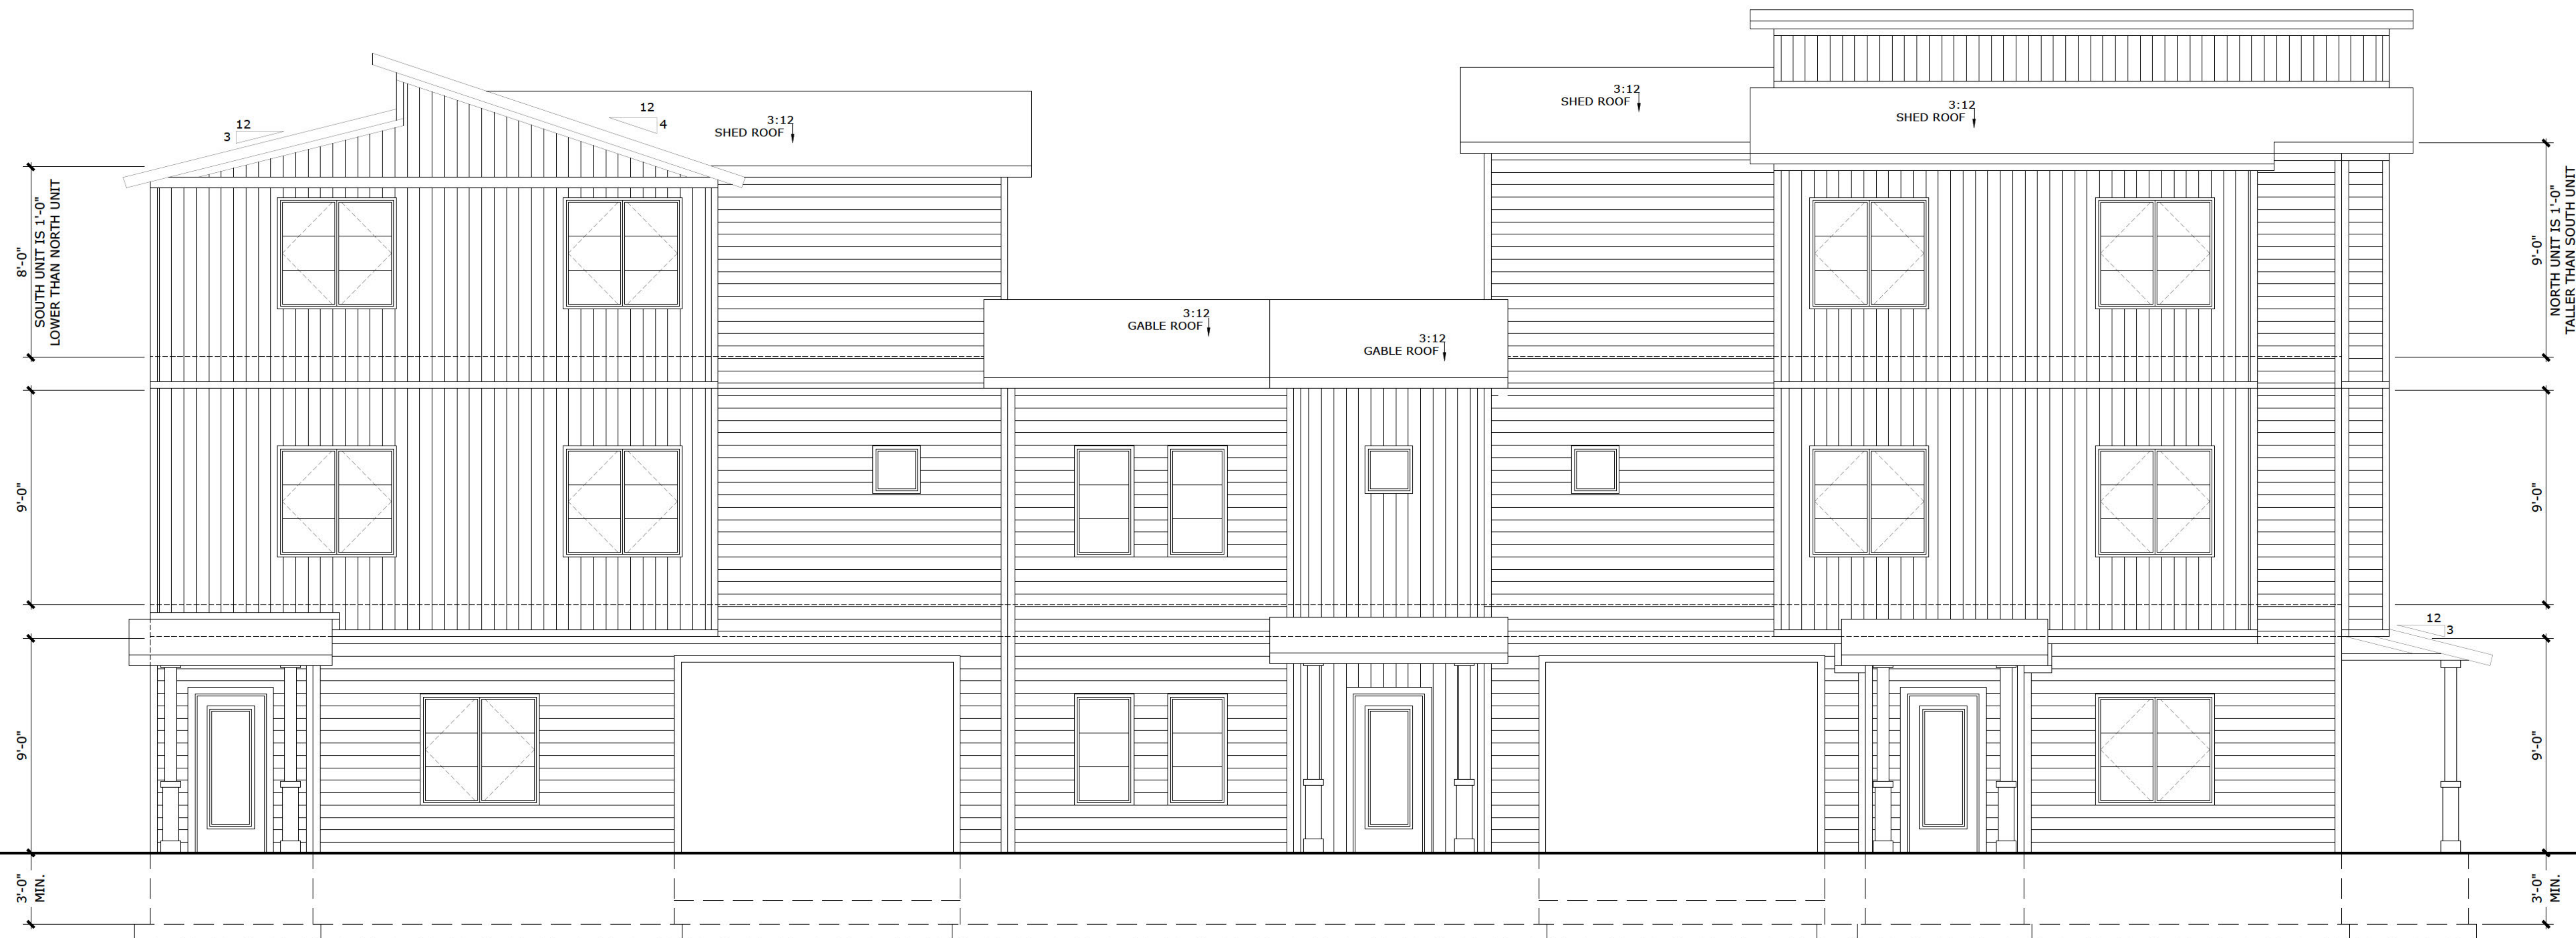 12
3
12
4
3:12
SHED ROOF
3:12
SHED ROOF
3:12
SHED ROOF
8'-0"
SOUTH UNIT IS 1'-0"
LOWER THAN NORTH UNIT
9'-0"
NORTH UNIT IS 1'-0"
TALLER THAN SOUTH UNIT
3:12
GABLE ROOF
3:12
GABLE ROOF
9'-0"
9'-0"
12
3
9'-0"
9'-0"
3'-0"
MIN.
3'-0"
MIN.